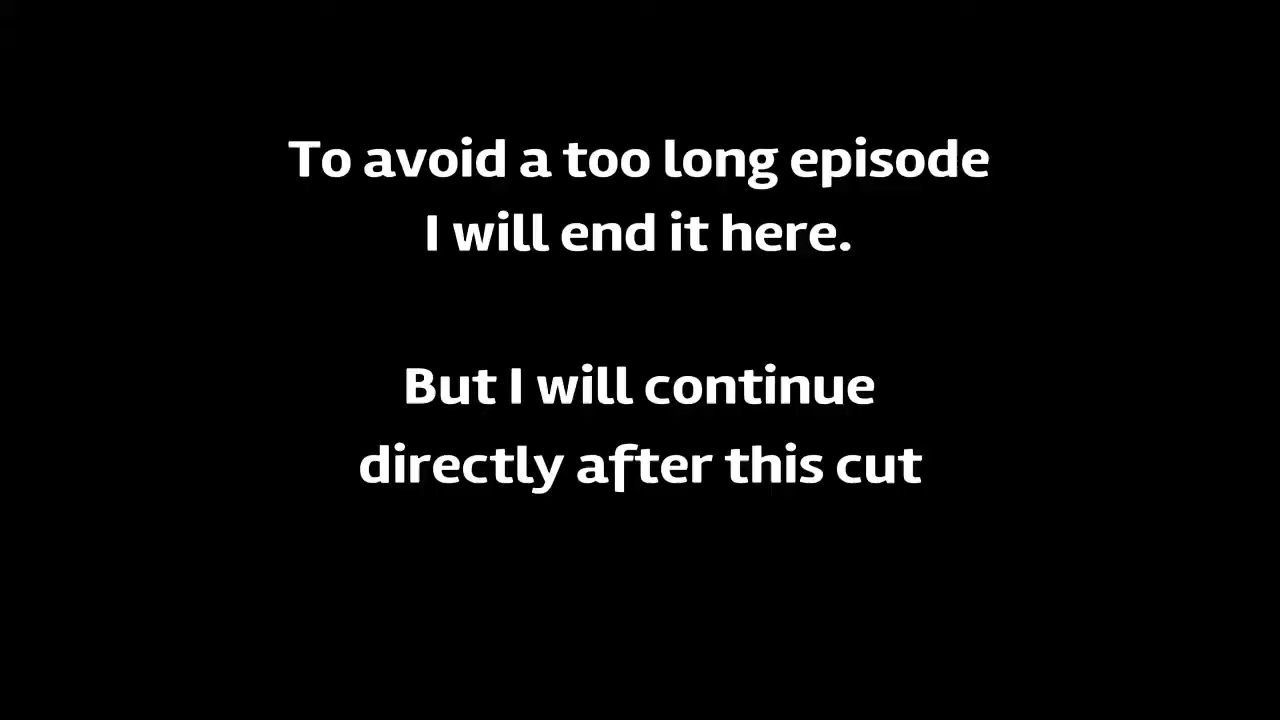 To avoid a too long episode
I will end it here.
But I will continue
directly after this cut